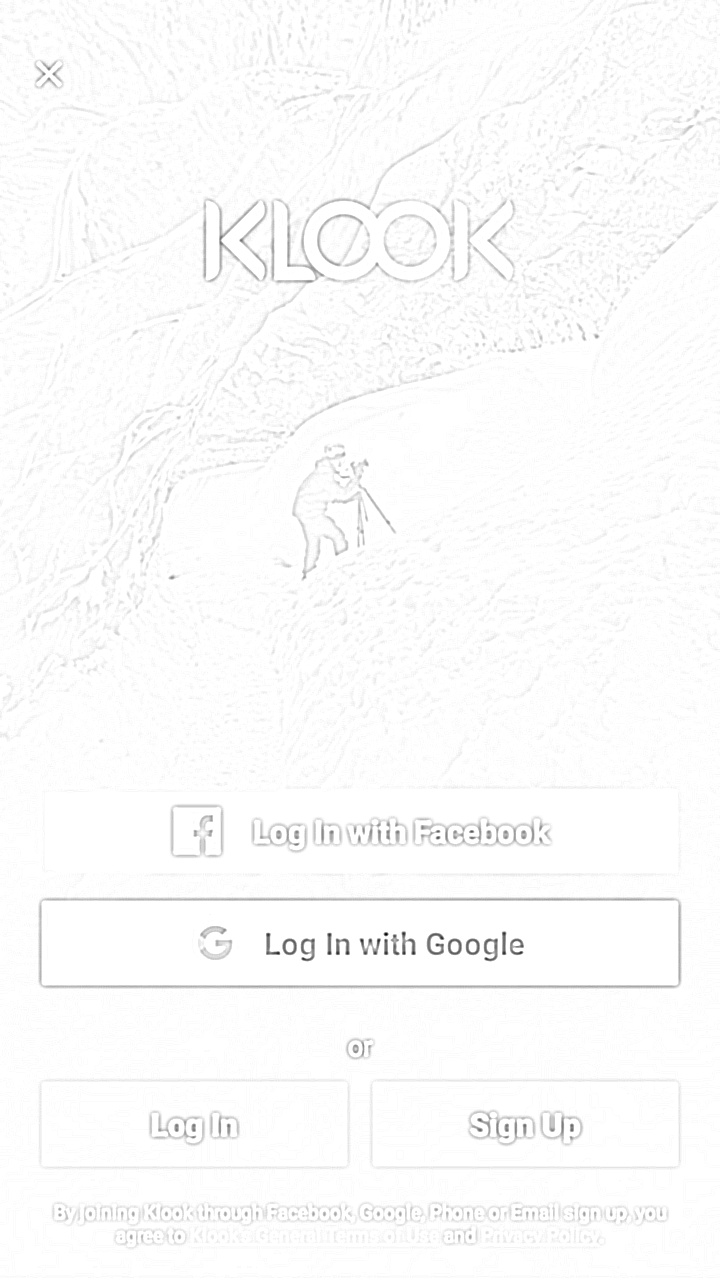 KLOOK
Log In with Facebook
Log In with Google
or
Log In
Sign Up
By joining Klook through Facebook, Google, Phone or Email sign up, you
agree to Klook's General Terms of Use and Privacy Policy.